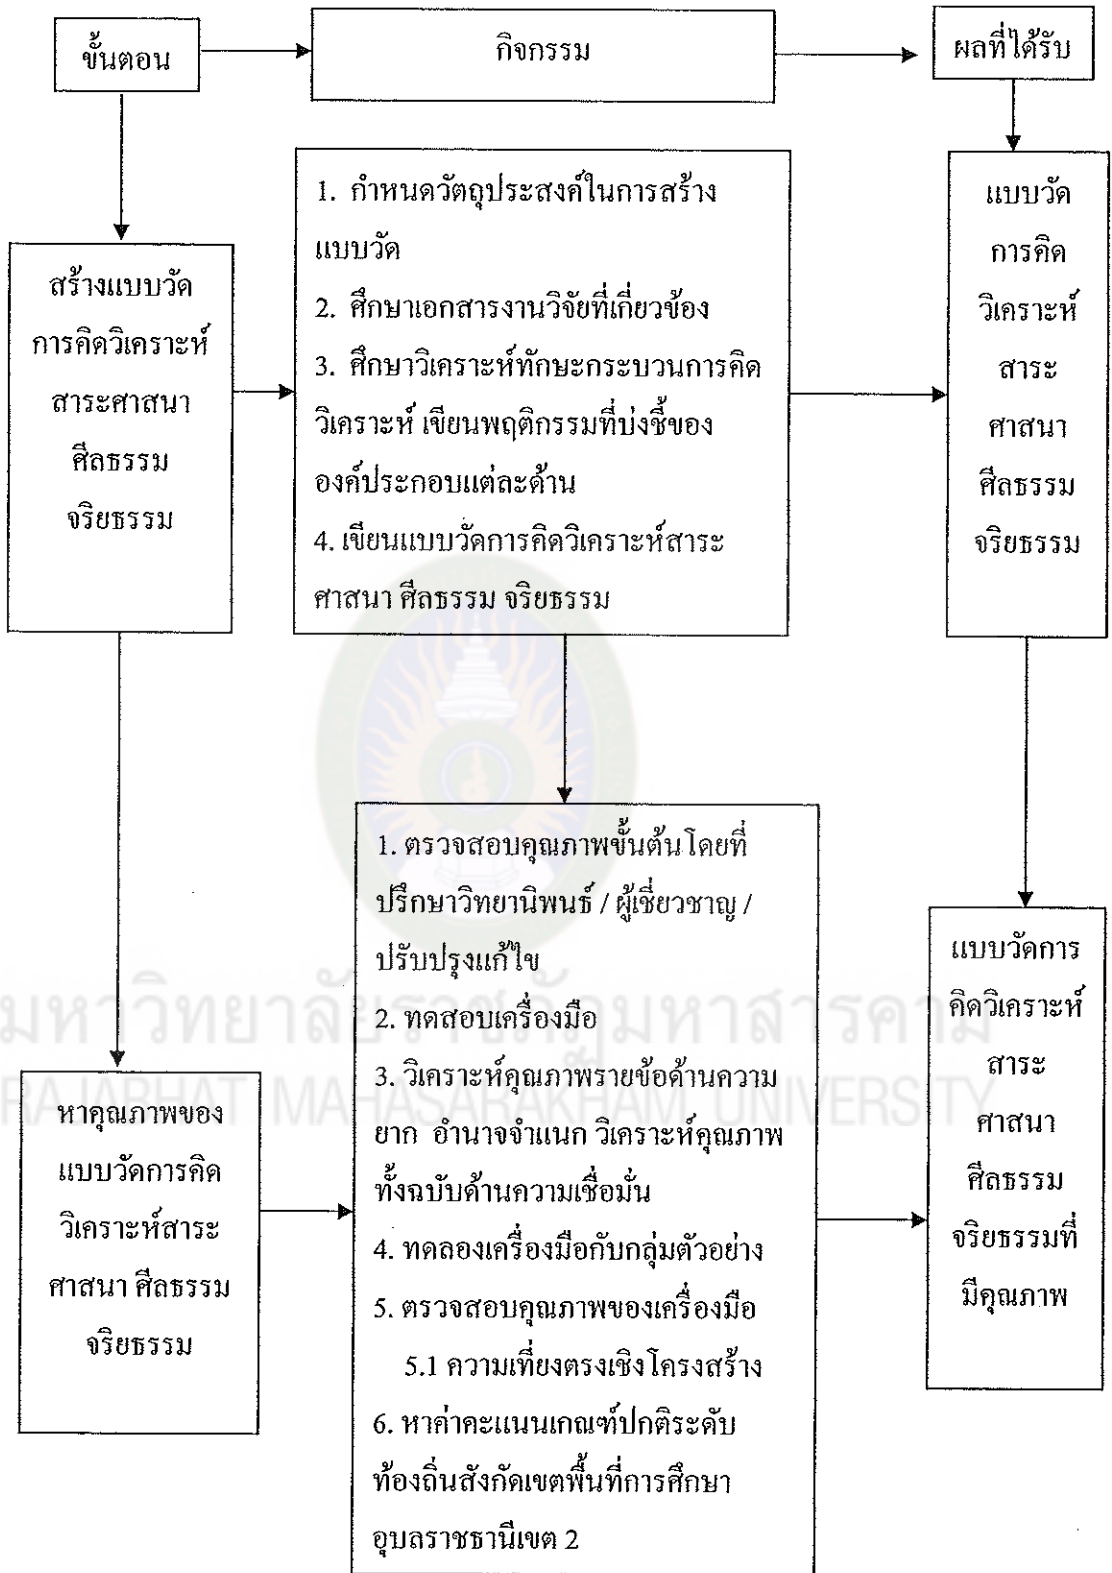 ขั้นตอน
กิจกรรม
ผลที่ได้รับ
สร้างแบบวัด
การคิดวิเคราะห์
สาระศาสนา
ศีลธรรม
จริยธรรม
1. กำหนดวัตถุประสงค์ในการสร้าง
แบบวัด
2. ศึกษาเอกสารงานวิจัยที่เกี่ยวข้อง
3. ศึกษาวิเคราะห์ทักษะกระบวนการคิด
วิเคราะห์ เขียนพฤติกรรมที่บ่งชี้ของ
องค์ประกอบแต่ละด้าน
4. เขียนแบบวัดการคิดวิเคราะห์สาระ
ศาสนา ศีลธรรม จริยธรรม
แบบวัด
การคิด
วิเคราะห์
สาระ
ศาสนา
ศีลธรรม
จริยธรรม
หาคุณภาพของ
แบบวัดการคิด
วิเคราะห์สาระ
ศาสนา ศีลธรรม
จริยธรรม
1. ตรวจสอบคุณภาพขั้นต้นโดยที่
ปรึกษาวิทยานิพนธ์ / ผู้เชี่ยวชาญ /
ปรับปรุงแก้ไข
2. ทดสอบเครื่องมือ
3. วิเคราะห์คุณภาพรายข้อด้านความ
ยาก อำนาจจำแนก วิเคราะห์คุณภาพ
ทั้งฉบับด้านความเชื่อมั่น
4. ทดลองเครื่องมือกับกลุ่มตัวอย่าง
5. ตรวจสอบคุณภาพของเครื่องมือ
5.1 ความเที่ยงตรงเชิงโครงสร้าง
6. หาค่าคะแนนเกณฑ์ปกติระดับ
ท้องถิ่นสังกัดเขตพื้นที่การศึกษา
อุบลราชธานีเขต 2
แบบวัดการ
คิดวิเคราะห์
สาระ
ศาสนา
ศีลธรรม
จริยธรรมที่
มีคุณภาพ
มหาวิทยาลัยราชภัฏมหาสารคาม
RAJABHAT MAHASARAKHAM UNIVERSITY